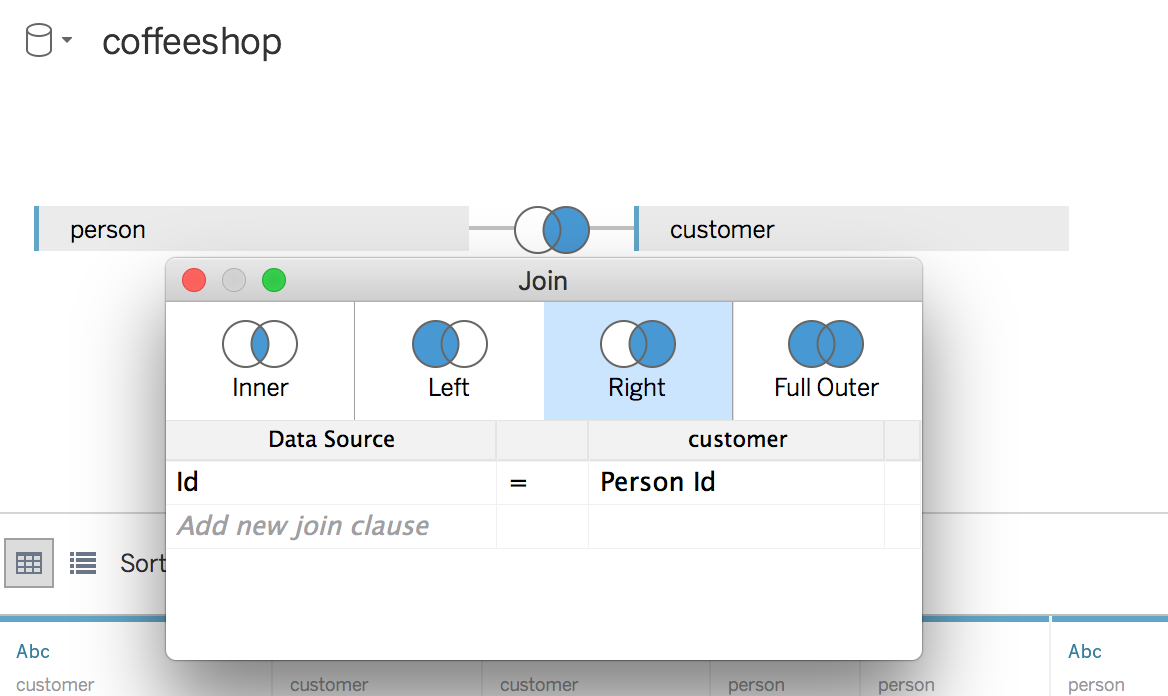 coffeeshop
person
customer
Join
Inner
Left
Right
Full Outer
Data Source
customer
Id
=
Person Id
Add new join clause
Sort
Abc
Abc
customer
customer
customer
person
person
person